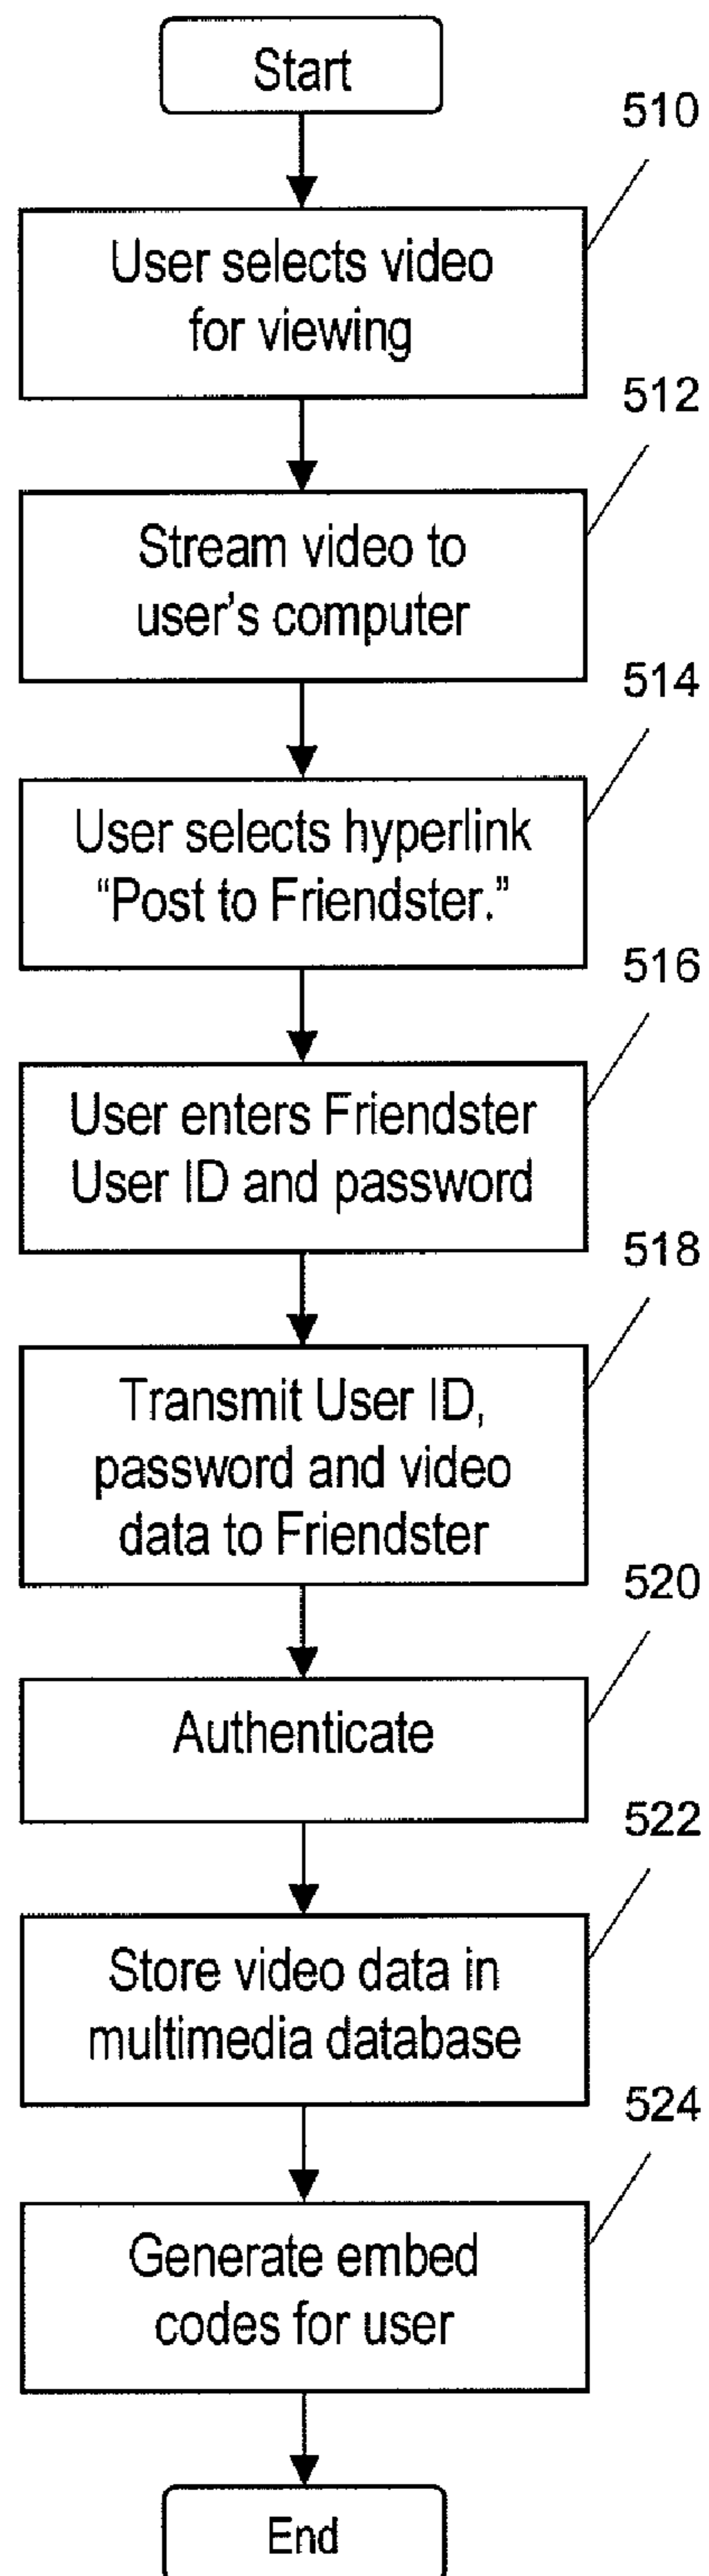 Start
510
User selects video
for viewing
512
Stream video to
user's computer
514
User selects hyperlink
“Post to Friendster.”
516
User enters Friendster
User ID and password
518
Transmit User ID,
password and video
data to Friendster
520
Authenticate
522
Store video data in
multimedia database
524
Generate embed
codes for user
End